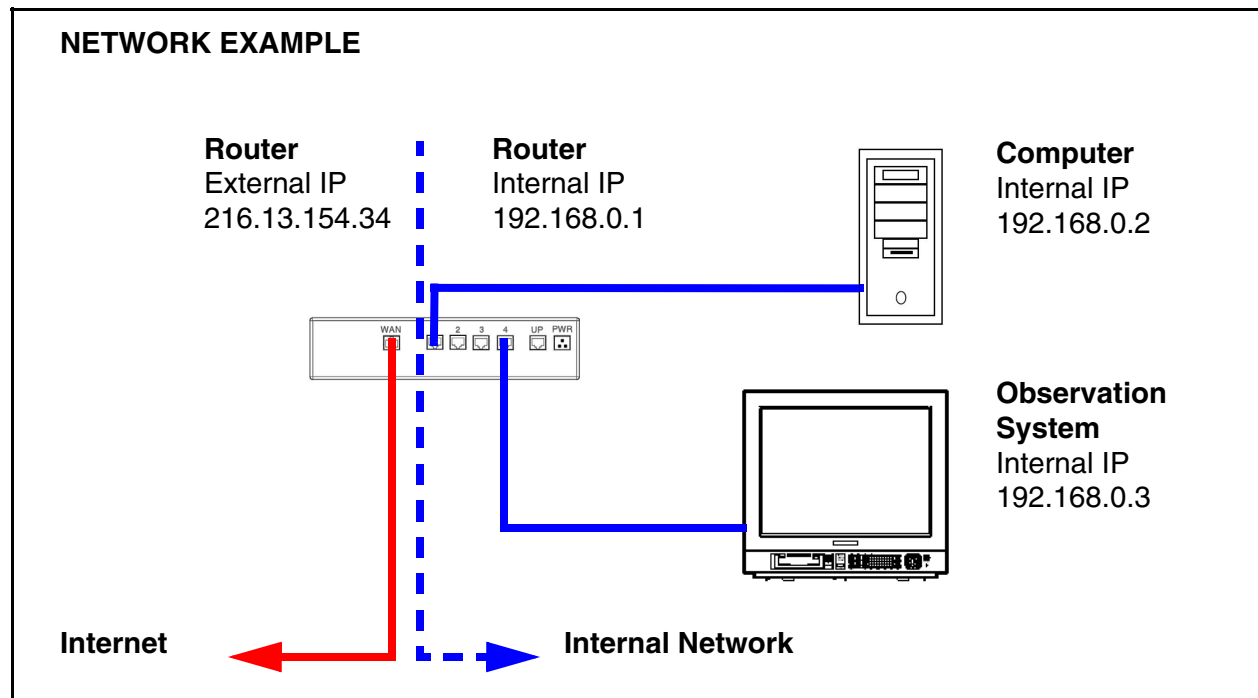 NETWORK EXAMPLE
Router
External IP
216.13.154.34
Router
Internal IP
192.168.0.1
Computer
Internal IP
192.168.0.2
WAN 2 3 4 UP PWR
Observation
System
Internal IP
192.168.0.3
Internet
Internal Network